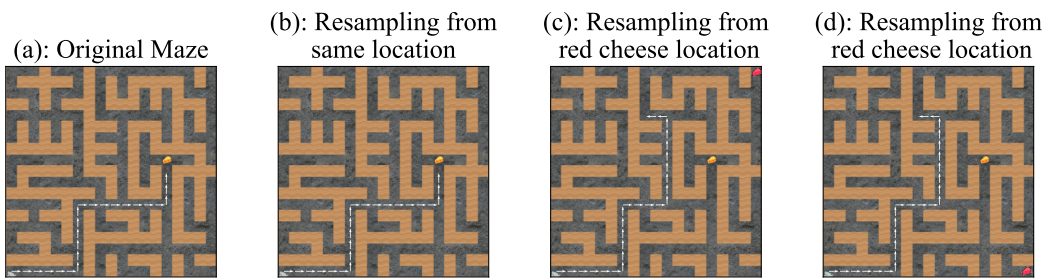 (a): Original Maze
(b): Resampling from
same location
(c): Resampling from
red cheese location
(d): Resampling from
red cheese location